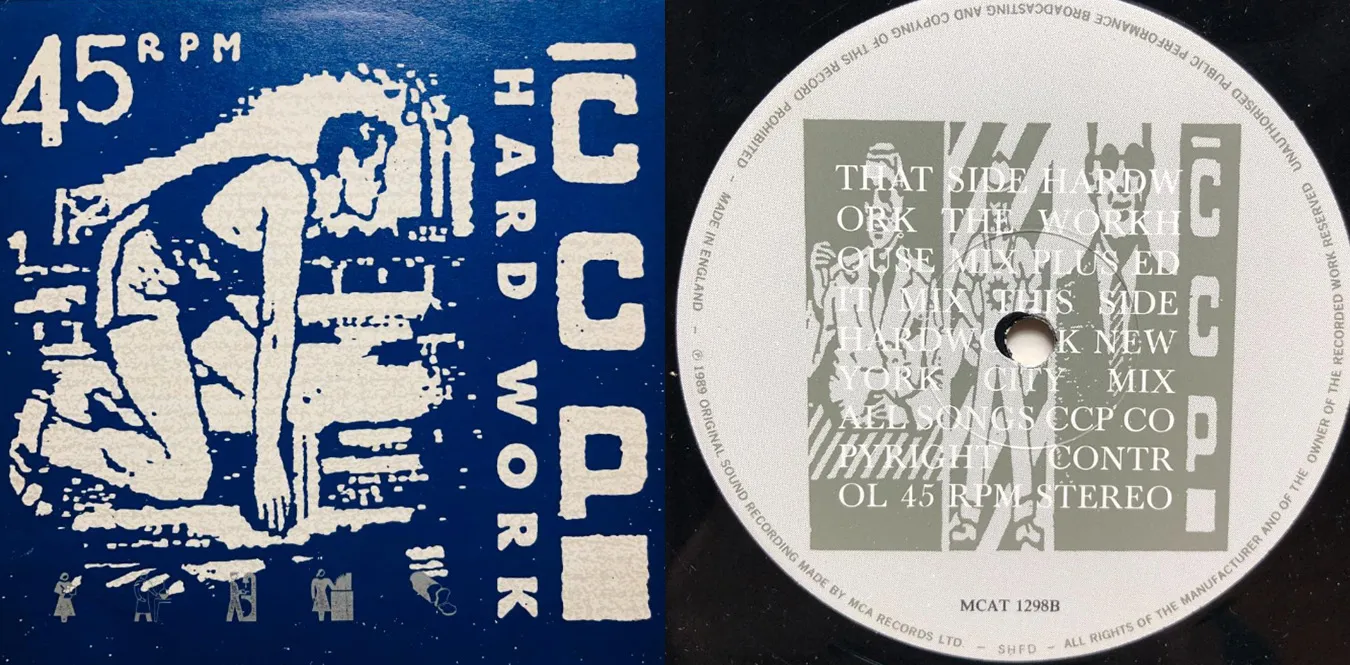 45 RPM
HARD WORK
CCP
THAT SIDE HARDW
ORK THE WORKH
OUSE MIX PLUS ED
IT MIX THIS SIDE
HARDWORK NEW
YORK CITY MIX
ALL SONGS CCP CO
PYRIGHT CONTR
OL 45 RPM STEREO
CCP
MCAT 1298B
MADE IN ENGLAND – ℗ 1989 ORIGINAL SOUND RECORDING MADE BY MCA RECORDS LTD. – SHFD – ALL RIGHTS OF THE MANUFACTURER AND OF THE OWNER OF THE RECORDED WORK RESERVED UNAUTHORISED PUBLIC PERFORMANCE BROADCASTING AND COPYING OF THIS RECORD PROHIBITED –